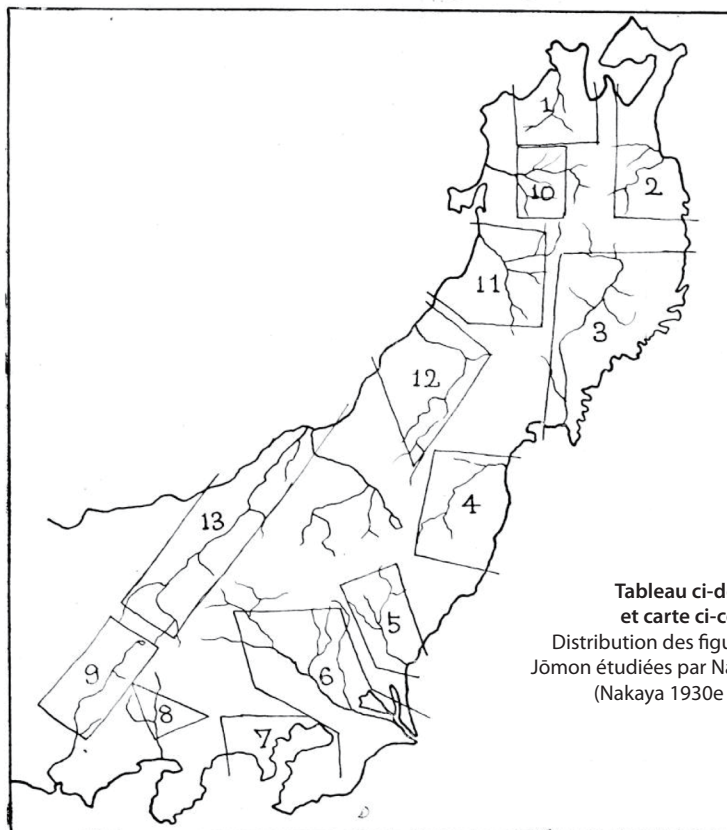 1
2
10
11
3
12
4
13
5
6
9
8
7
Tableau ci-d
et carte ci-c
Distribution des figu
Jōmon étudiées par Na
(Nakaya 1930e